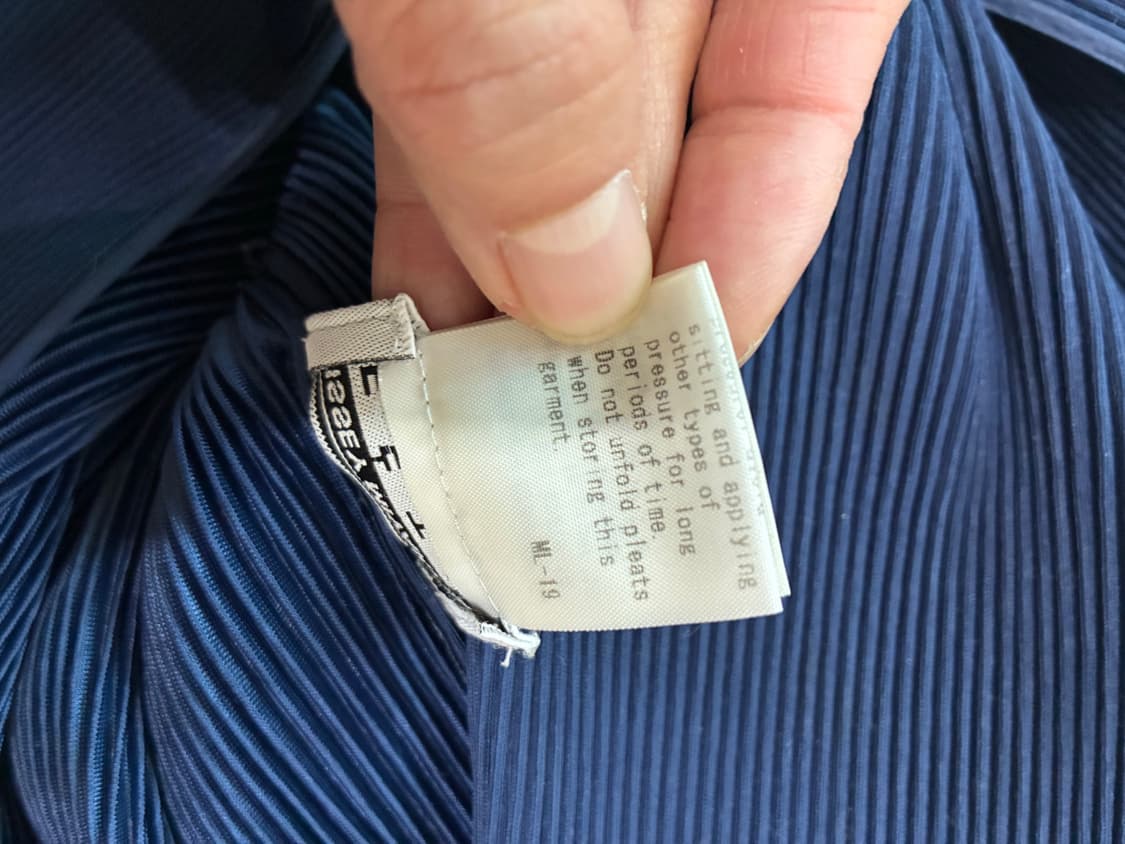 sitting and applying
other types of
pressure for long
periods of time.
Do not unfold pleats
when storing this
garment.
ML-19
ISSEY